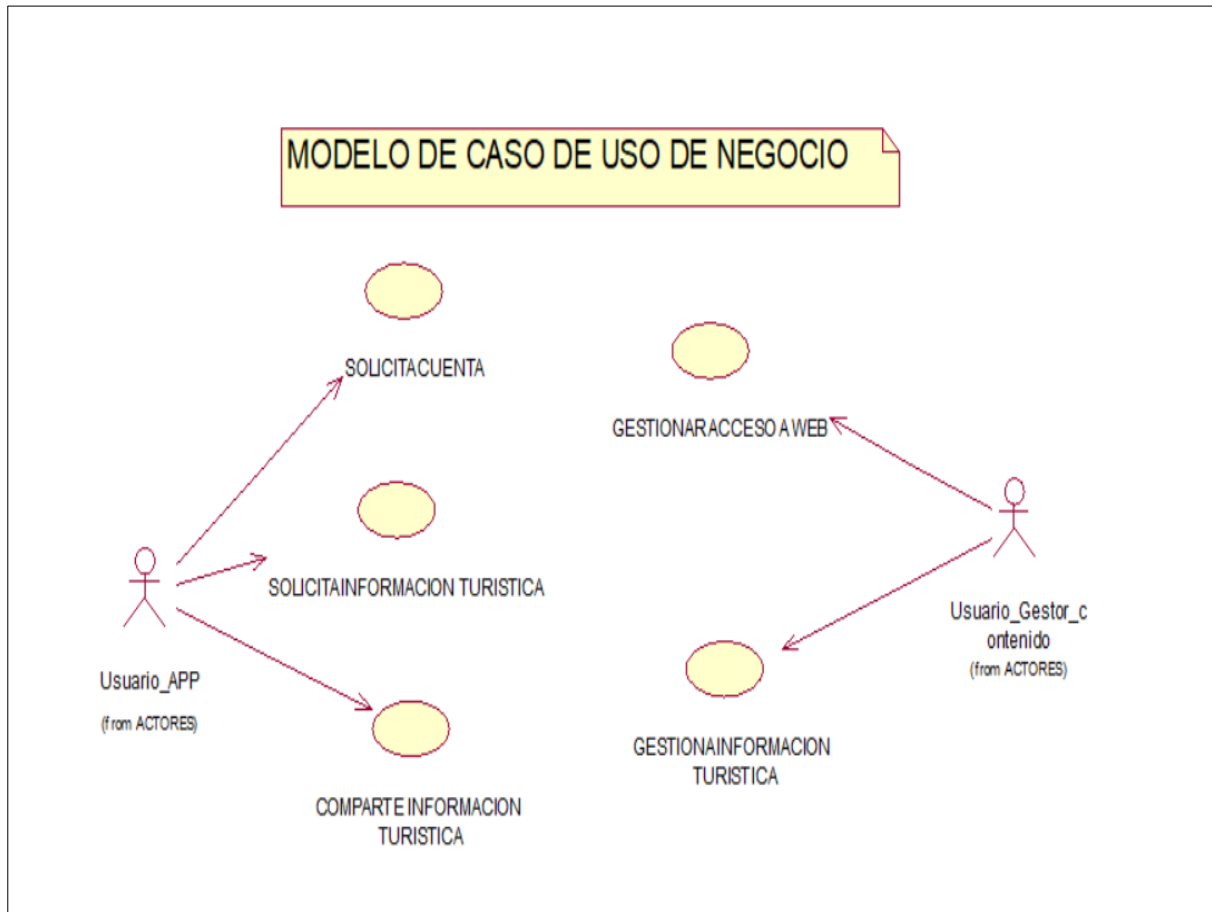 MODELO DE CASO DE USO DE NEGOCIO
SOLICITACUENTA
GESTIONARACCESO A WEB
SOLICITAINFORMACION TURISTICA
Usuario_APP
(from ACTORES)
Usuario_Gestor_c
ontenido
(from ACTORES)
COMPARTE INFORMACION
TURISTICA
GESTIONAINFORMACION
TURISTICA